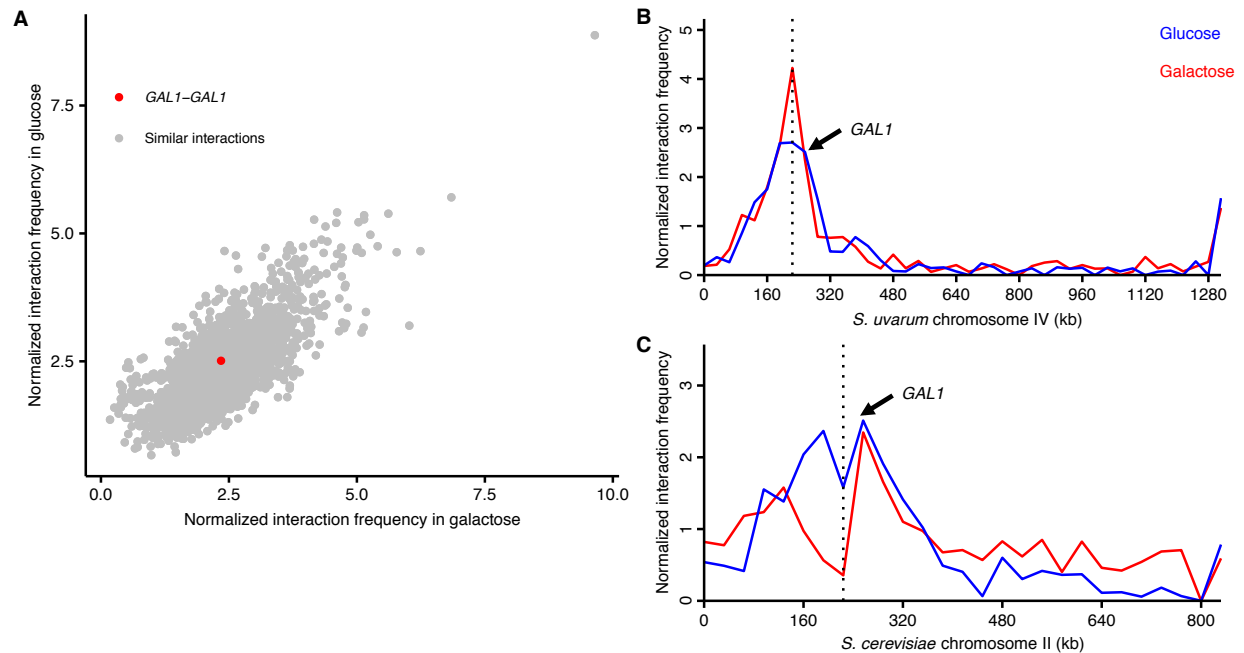 A
Normalized interaction frequency in glucose
7.5
5.0
2.5
GAL1–GAL1
Similar interactions
0.0 2.5 5.0 7.5 10.0
Normalized interaction frequency in galactose
B
Normalized interaction frequency
5
4
3
2
1
0
Glucose
Galactose
GAL1
0 160 320 480 640 800 960 1120 1280
S. uvarum chromosome IV (kb)
C
Normalized interaction frequency
3
2
1
0
GAL1
0 160 320 480 640 800
S. cerevisiae chromosome II (kb)